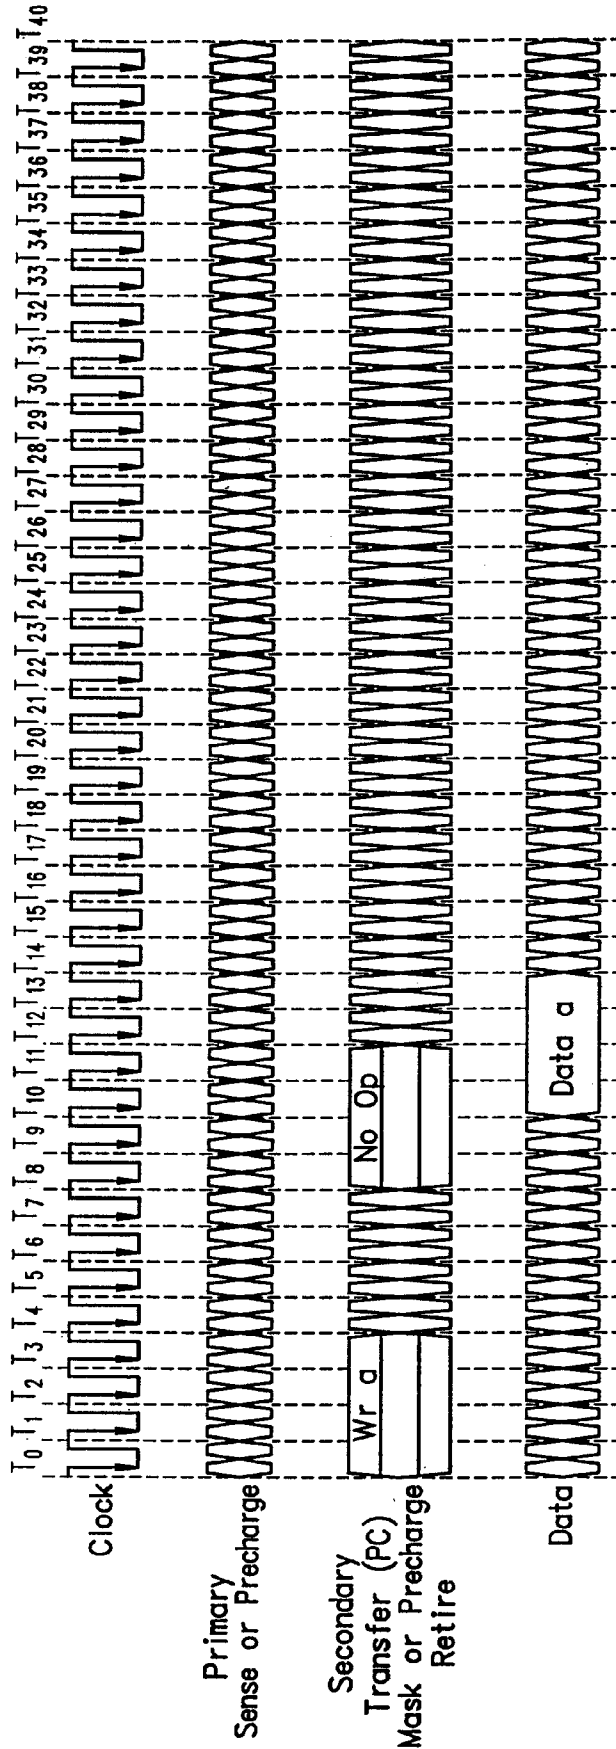 T0 T1 T2 T3 T4 T5 T6 T7 T8 T9 T10 T11 T12 T13 T14 T15 T16 T17 T18 T19 T20 T21 T22 T23 T24 T25 T26 T27 T28 T29 T30 T31 T32 T33 T34 T35 T36 T37 T38 T39 T40
Clock
Primary
Sense or Precharge
Secondary
Transfer (PC)
Mask or Precharge
Retire
Wr a
No Op
Data
Data a